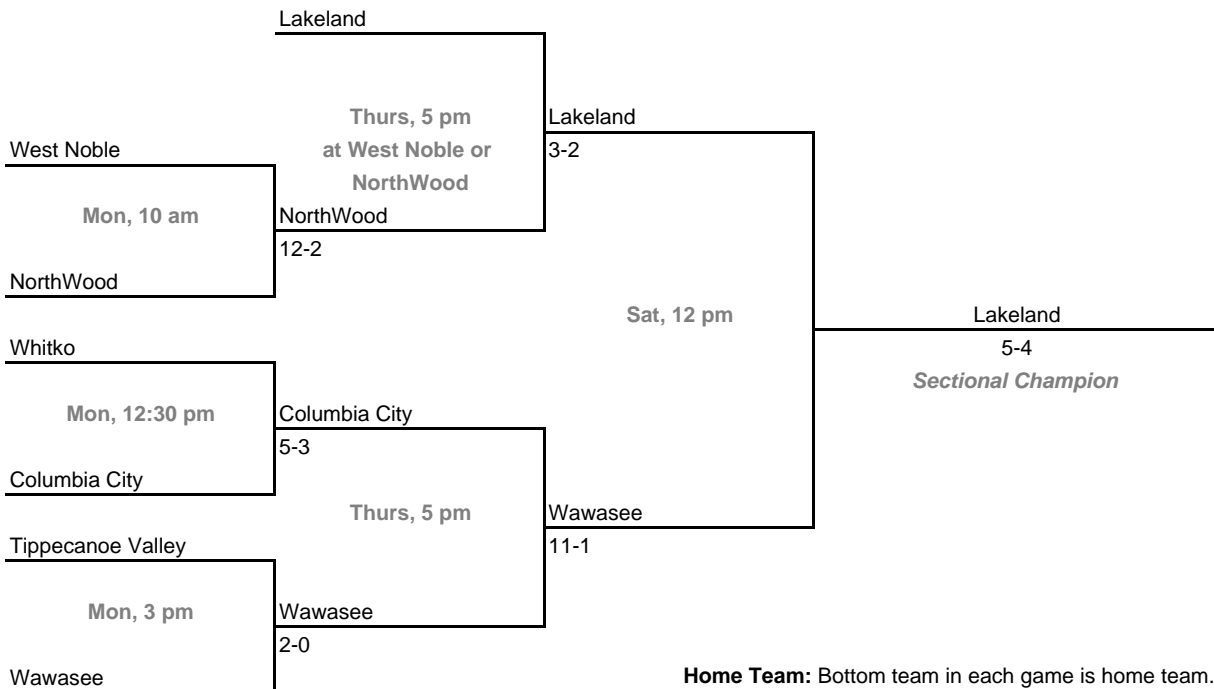 Lakeland
Thurs, 5 pm
at West Noble or
NorthWood
Lakeland
3-2
West Noble
Mon, 10 am
NorthWood
12-2
NorthWood
Sat, 12 pm
Lakeland
5-4
Sectional Champion
Whitko
Mon, 12:30 pm
Columbia City
5-3
Columbia City
Thurs, 5 pm
Wawasee
11-1
Tippecanoe Valley
Mon, 3 pm
Wawasee
2-0
Wawasee
Home Team: Bottom team in each game is home team.